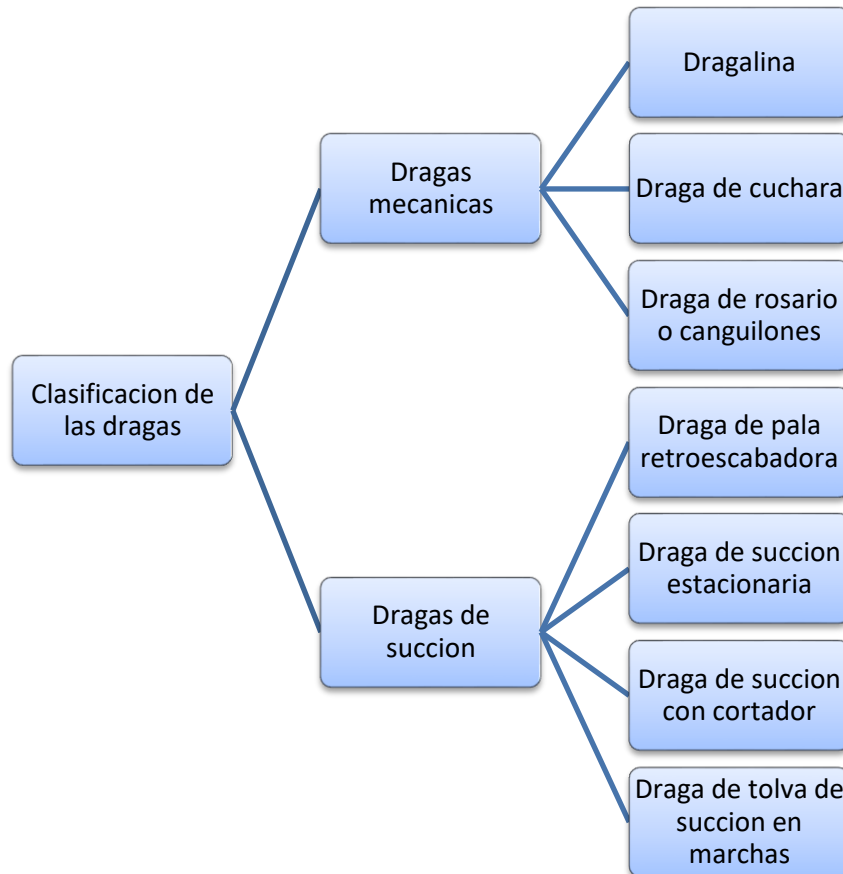 Clasificacion de
las dragas
Dragas
mecanicas
Dragalina
Draga de cuchara
Draga de rosario
o canguilones
Dragas de
succion
Draga de pala
retroescabadora
Draga de succion
estacionaria
Draga de succion
con cortador
Draga de tolva de
succion en
marchas